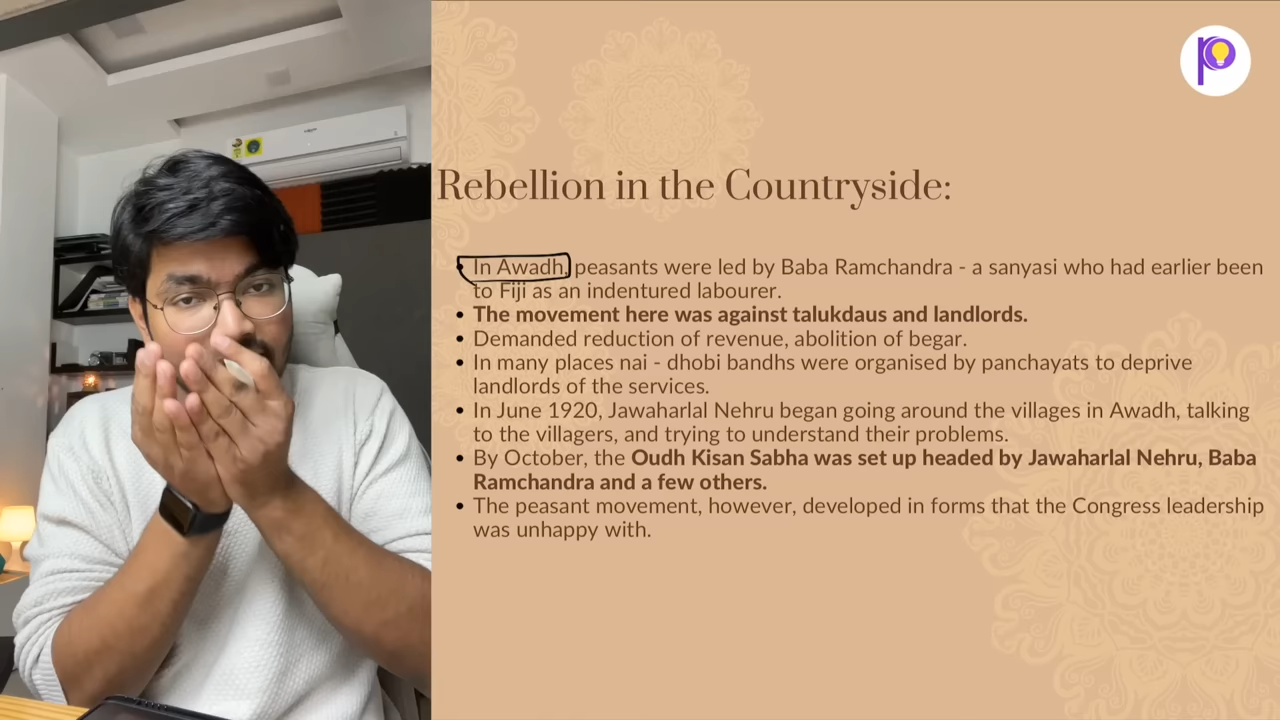 Rebellion in the Countryside:
• In Awadh, peasants were led by Baba Ramchandra - a sanyasi who had earlier been
to Fiji as an indentured labourer.
• The movement here was against talukdaus and landlords.
• Demanded reduction of revenue, abolition of begar.
• In many places nai - dhobi bandhs were organised by panchayats to deprive
landlords of the services.
• In June 1920, Jawaharlal Nehru began going around the villages in Awadh, talking
to the villagers, and trying to understand their problems.
• By October, the Oudh Kisan Sabha was set up headed by Jawaharlal Nehru, Baba
Ramchandra and a few others.
• The peasant movement, however, developed in forms that the Congress leadership
was unhappy with.